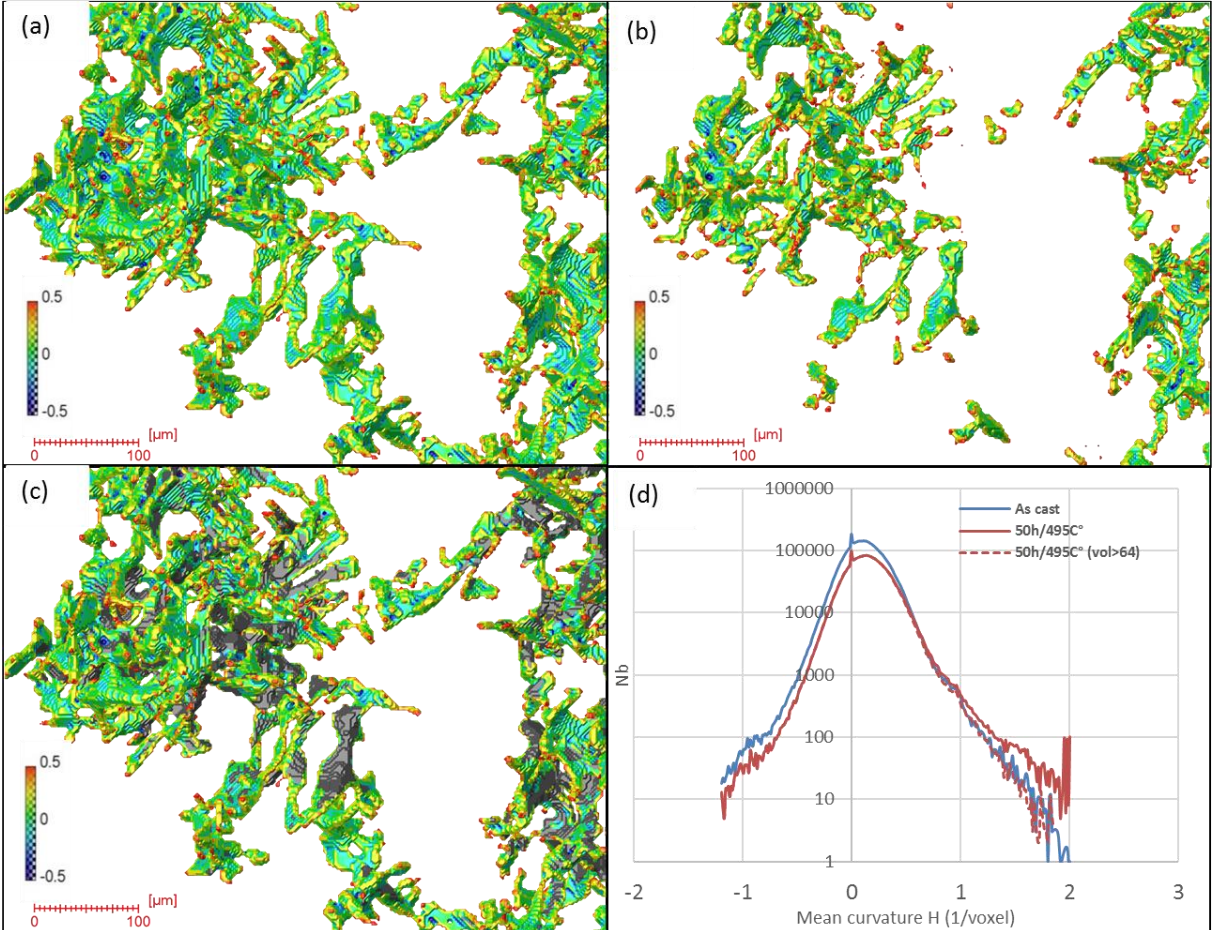 (a)
0.5
0
-0.5
[µm]
0 100
(b)
0.5
0
-0.5
[µm]
0 100
(c)
0.5
0
-0.5
[µm]
0 100
(d)
1000000
100000
10000
1000
100
10
1
Nb
As cast
50h/495C°
50h/495C° (vol>64)
-2 -1 0 1 2 3
Mean curvature H (1/voxel)